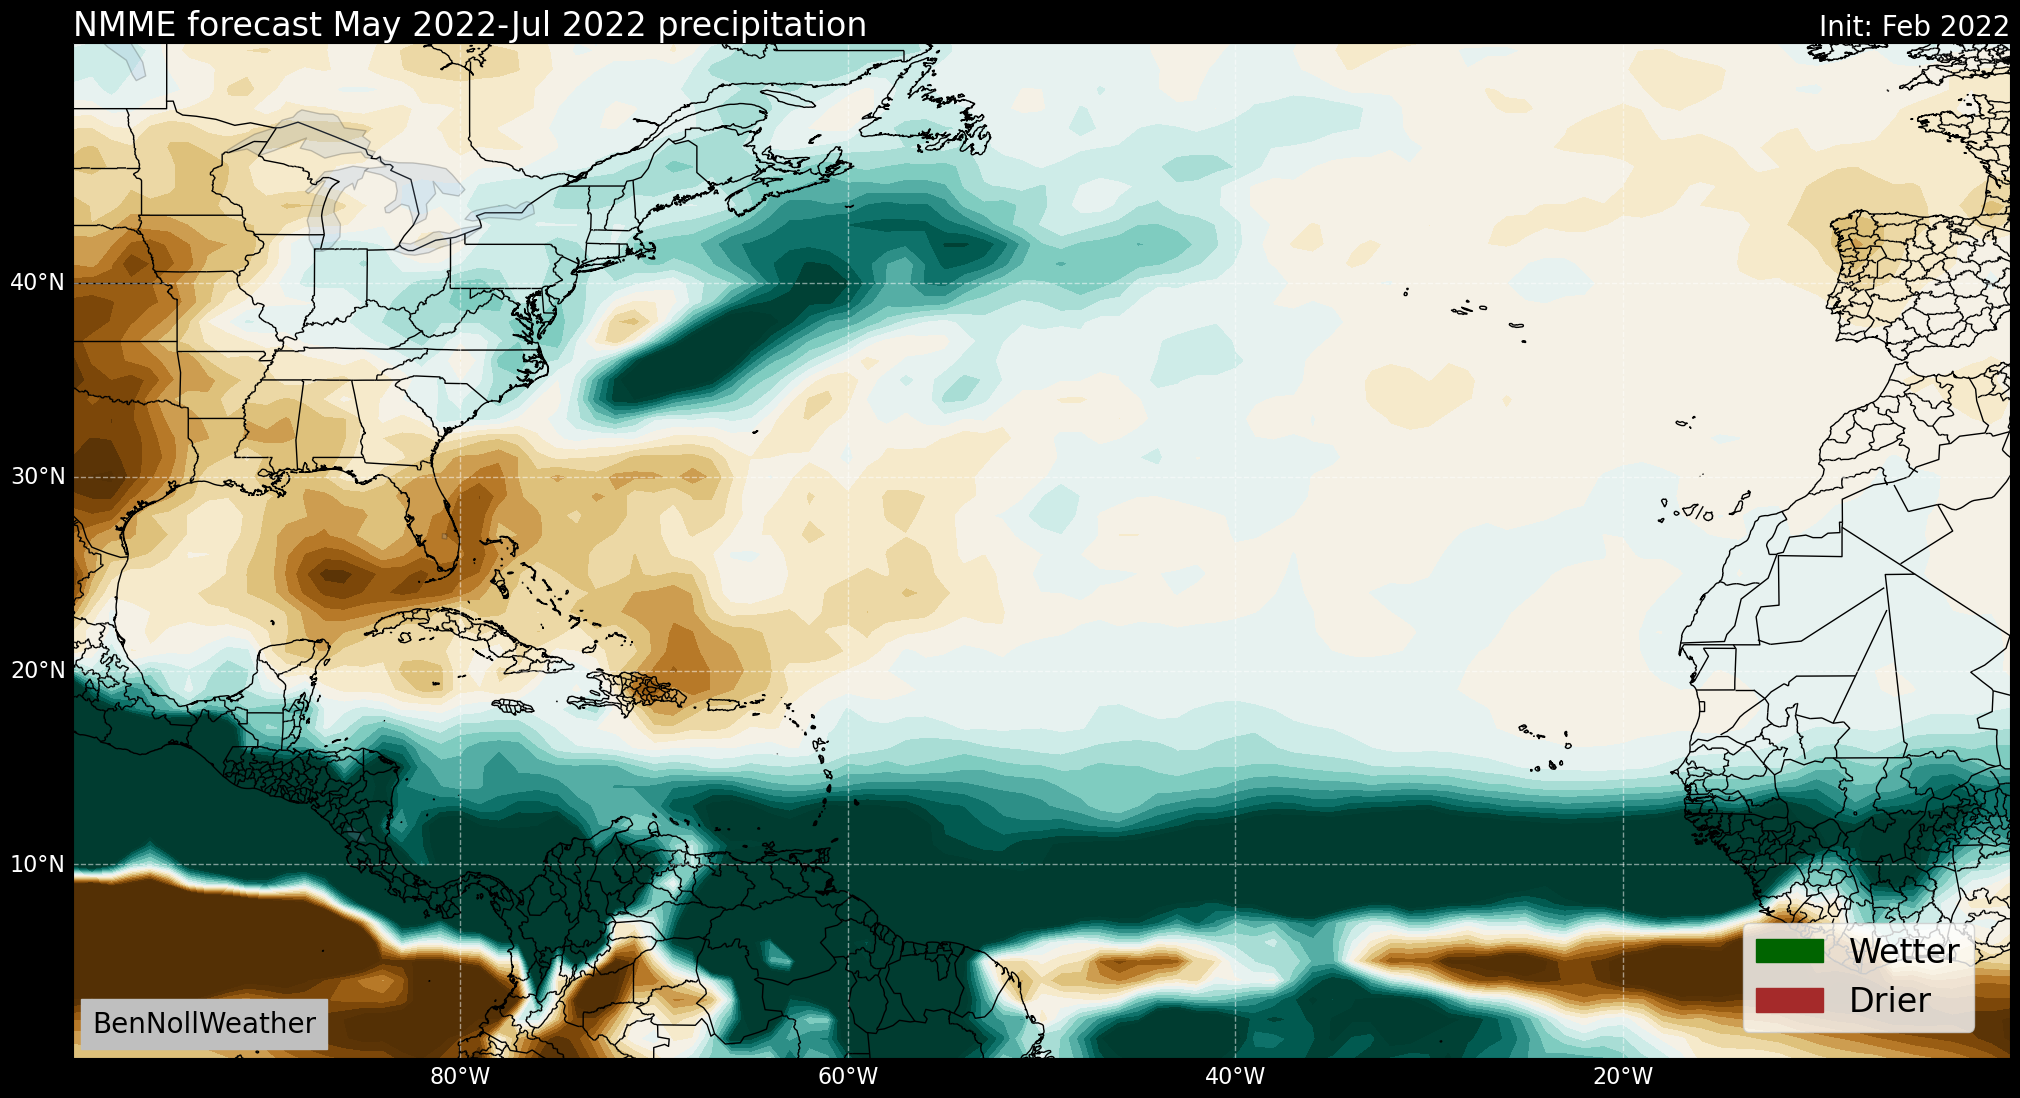 NMME forecast May 2022-Jul 2022 precipitation
Init: Feb 2022
40°N
30°N
20°N
10°N
Wetter
Drier
BenNollWeather
80°W
60°W
40°W
20°W